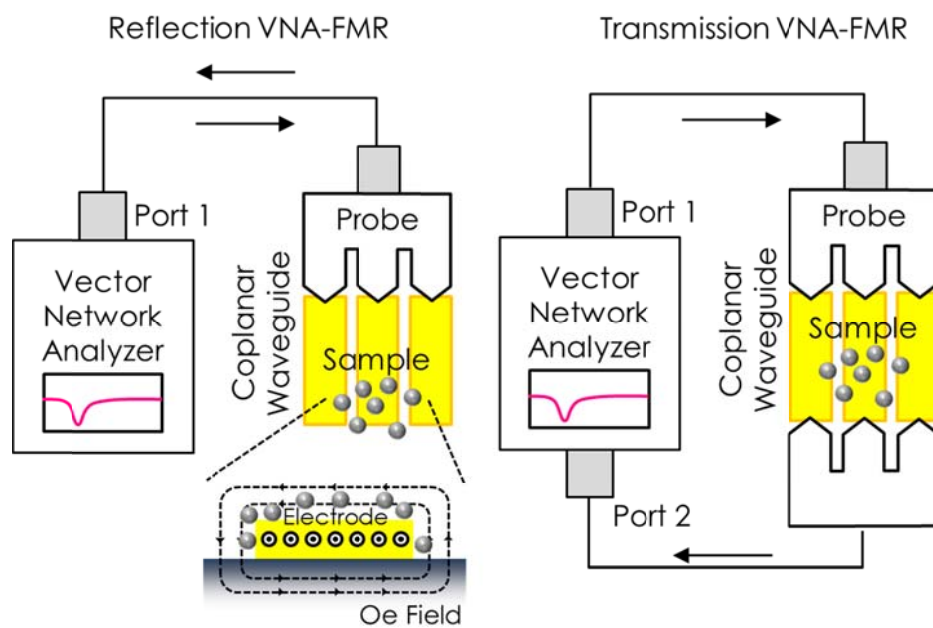 Reflection VNA-FMR
Port 1
Vector
Network
Analyzer
Probe
Coplanar
Waveguide
Sample
Electrode
Oe Field
Transmission VNA-FMR
Port 1
Vector
Network
Analyzer
Port 2
Probe
Coplanar
Waveguide
Sample